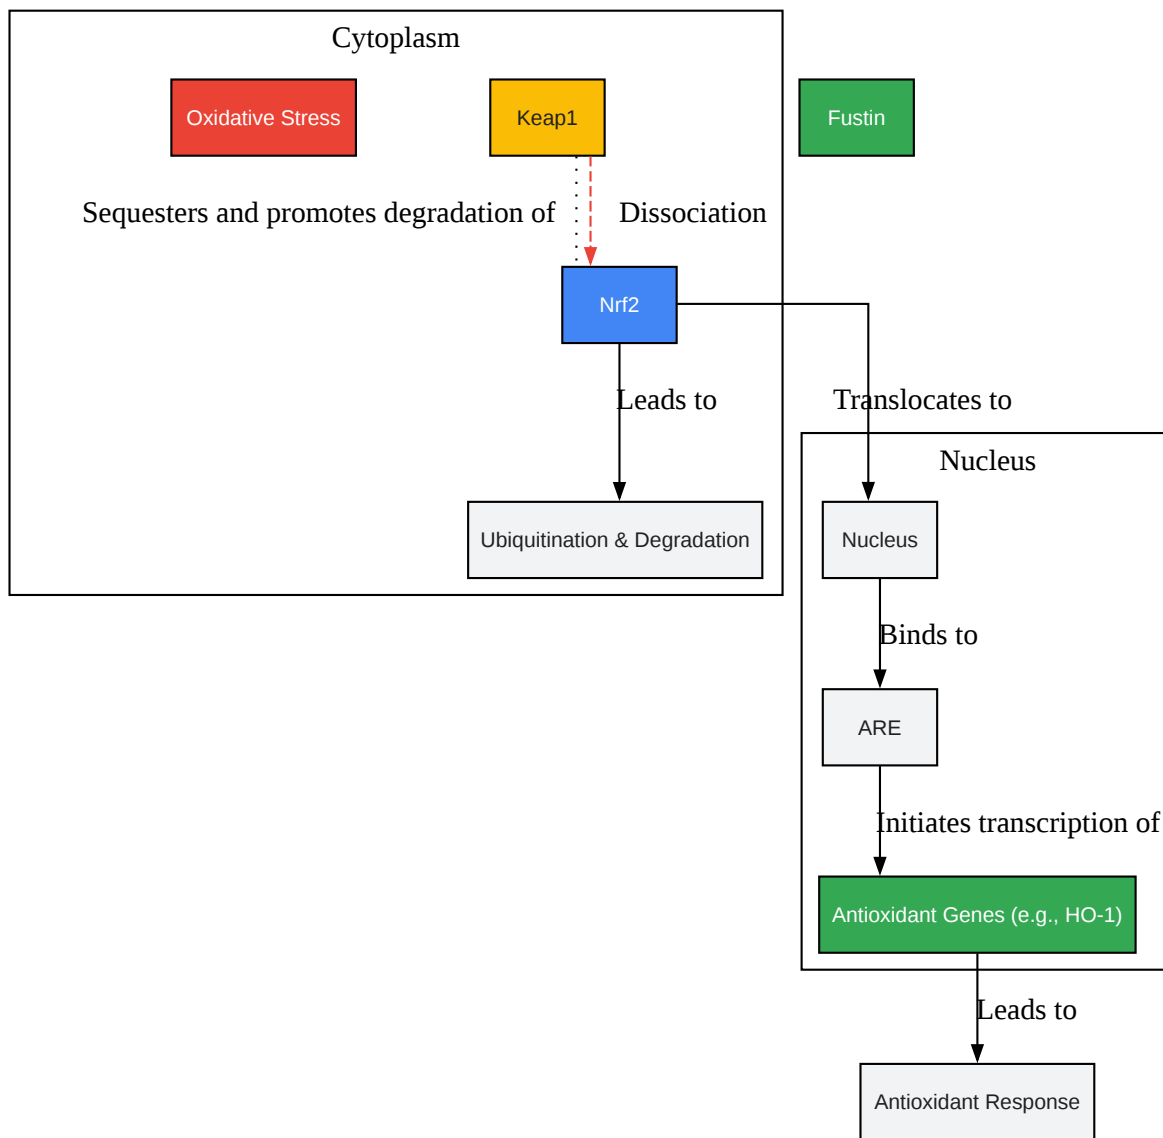 Cytoplasm
Oxidative Stress
Keap1
Fustin
Sequesters and promotes degradation of
Dissociation
Nrf2
Leads to
Translocates to
Nucleus
Ubiquitination & Degradation
Nucleus
Binds to
ARE
Initiates transcription of
Antioxidant Genes (e.g., HO-1)
Leads to
Antioxidant Response